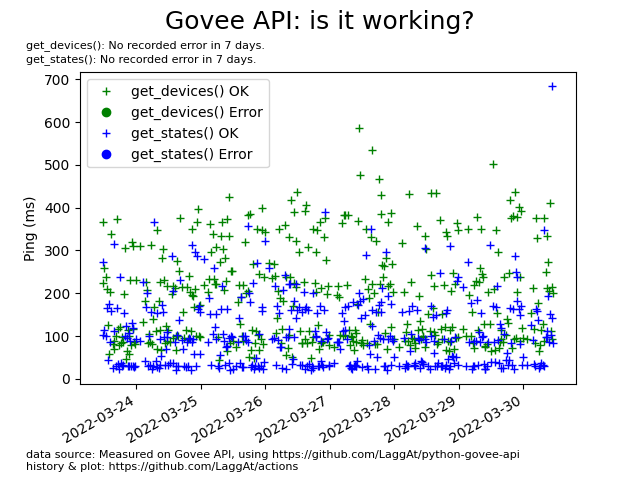 Govee API: is it working?
get_devices(): No recorded error in 7 days.
get_states(): No recorded error in 7 days.
get_devices() OK
get_devices() Error
get_states() OK
get_states() Error
Ping (ms)
700
600
500
400
300
200
100
0
2022-03-24
2022-03-25
2022-03-26
2022-03-27
2022-03-28
2022-03-29
2022-03-30
data source: Measured on Govee API, using https://github.com/LaggAt/python-govee-api
history & plot: https://github.com/LaggAt/actions